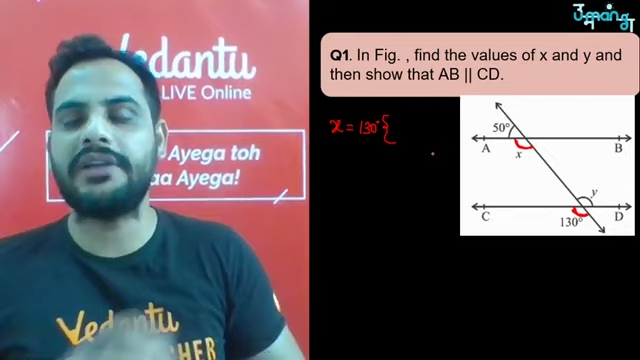 उमंग
Vedantu
LIVE Online
Ayega toh
aa Ayega!
Vedantu
CHER
Q1. In Fig. , find the values of x and y and
then show that AB || CD.
x = 130° {
50°
A
B
x
y
C
D
130°